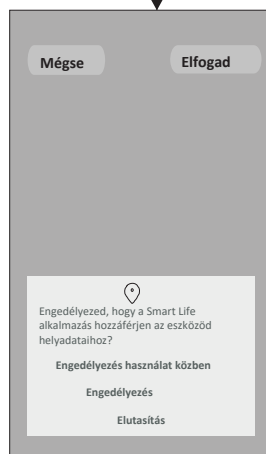 Mégse
Elfogad
Engedélyezed, hogy a Smart Life
alkalmazás hozzáférjen az eszközöd
helyadataihoz?
Engedélyezés használat közben
Engedélyezés
Elutasítás